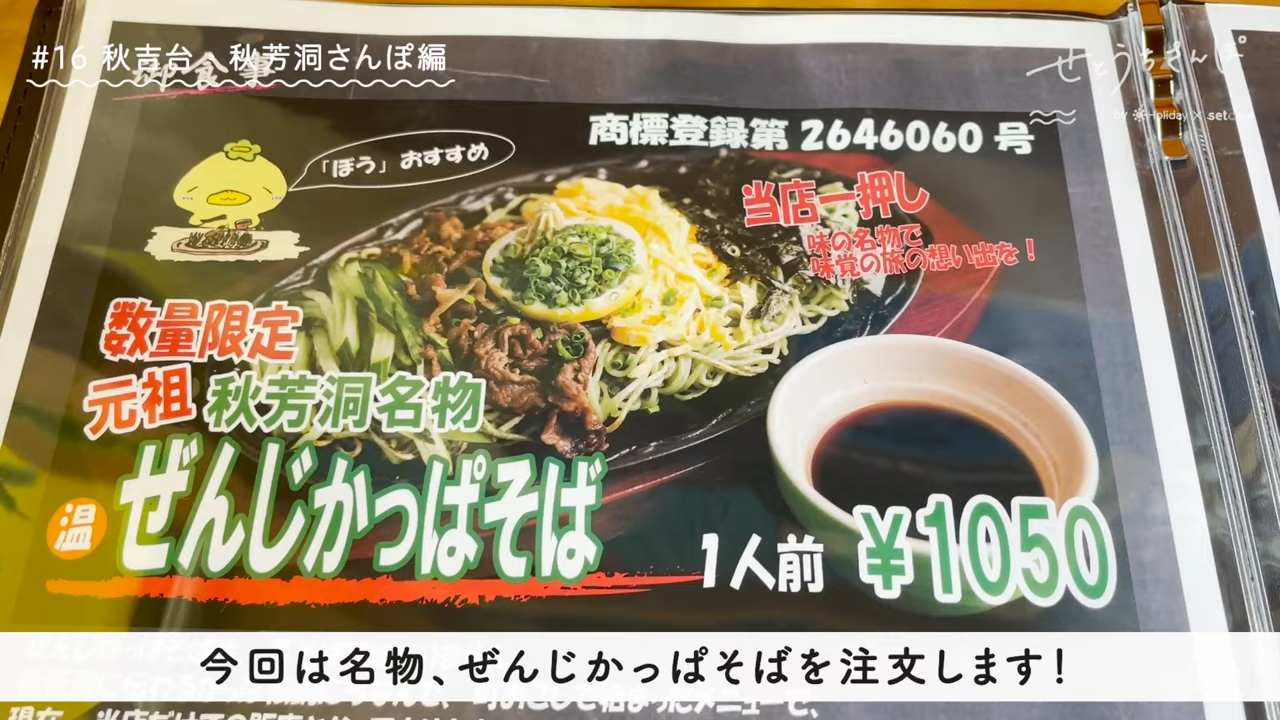 #16 秋吉台・秋芳洞さんぽ編
せとうちさんぽ
御食事
商標登録第 2646060 号
「ぼう」おすすめ
当店一押し
味の名物で
味覚の旅の想い出を！
数量限定
元祖 秋芳洞名物
温 ぜんじかっぱそば
1人前 ¥1050
今回は名物、ぜんじかっぱそばを注文します！